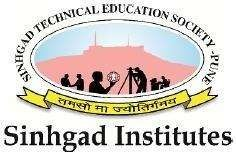 SINHGAD TECHNICAL EDUCATION SOCIETY - PUNE
तमसो मा ज्योतिर्गमय
Sinhgad Institutes